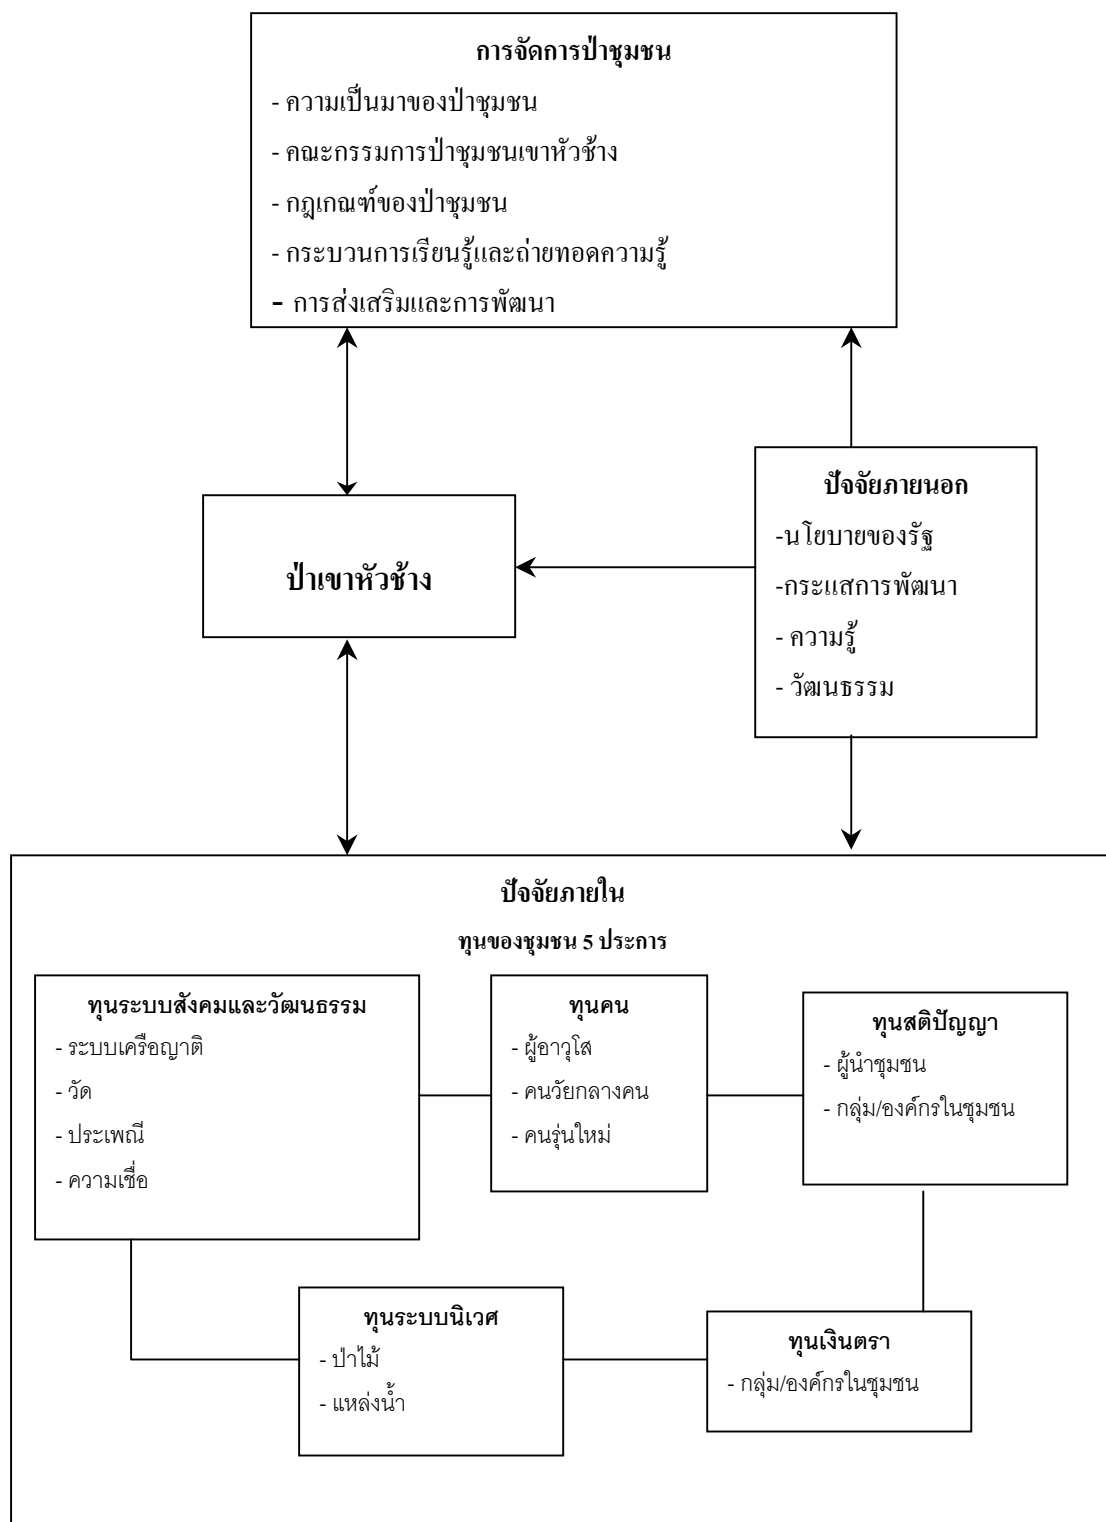 การจัดการป่าชุมชน
- ความเป็นมาของป่าชุมชน
- คณะกรรมการป่าชุมชนเขาหัวช้าง
- กฎเกณฑ์ของป่าชุมชน
- กระบวนการเรียนรู้และถ่ายทอดความรู้
- การส่งเสริมและการพัฒนา
ปัจจัยภายนอก
-นโยบายของรัฐ
-กระแสการพัฒนา
- ความรู้
- วัฒนธรรม
ป่าเขาหัวช้าง
ปัจจัยภายใน
ทุนของชุมชน 5 ประการ
ทุนระบบสังคมและวัฒนธรรม
- ระบบเครือญาติ
- วัด
- ประเพณี
- ความเชื่อ
ทุนคน
- ผู้อาวุโส
- คนวัยกลางคน
- คนรุ่นใหม่
ทุนสติปัญญา
- ผู้นำชุมชน
- กลุ่ม/องค์กรในชุมชน
ทุนระบบนิเวศ
- ป่าไม้
- แหล่งน้ำ
ทุนเงินตรา
- กลุ่ม/องค์กรในชุมชน